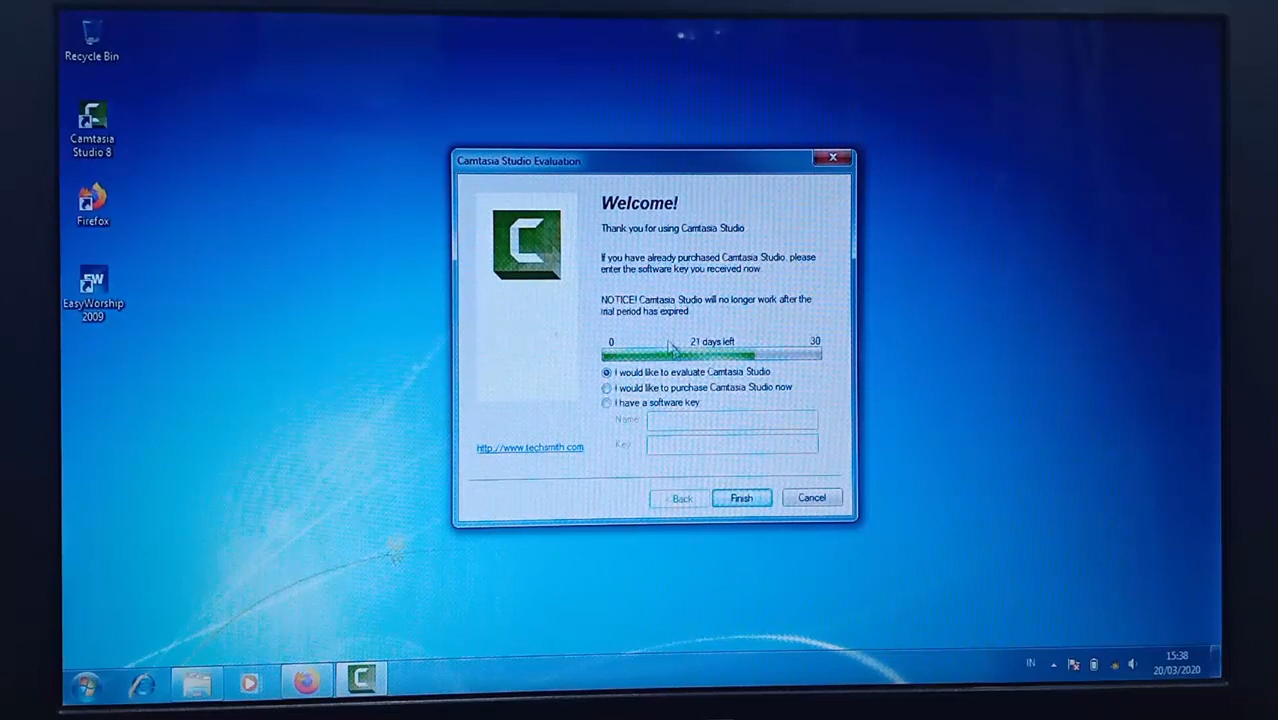 Recycle Bin
Camtasia
Studio 8
Firefox
EW
EasyWorship
2009
Camtasia Studio Evaluation
Welcome!
Thank you for using Camtasia Studio
If you have already purchased Camtasia Studio, please
enter the software key you received now
NOTICE! Camtasia Studio will no longer work after the
trial period has expired
0 21 days left 30
I would like to evaluate Camtasia Studio
I would like to purchase Camtasia Studio now
I have a software key
Name
Key
http://www.techsmith.com
< Back Finish Cancel
IN
15:38
20/03/2020